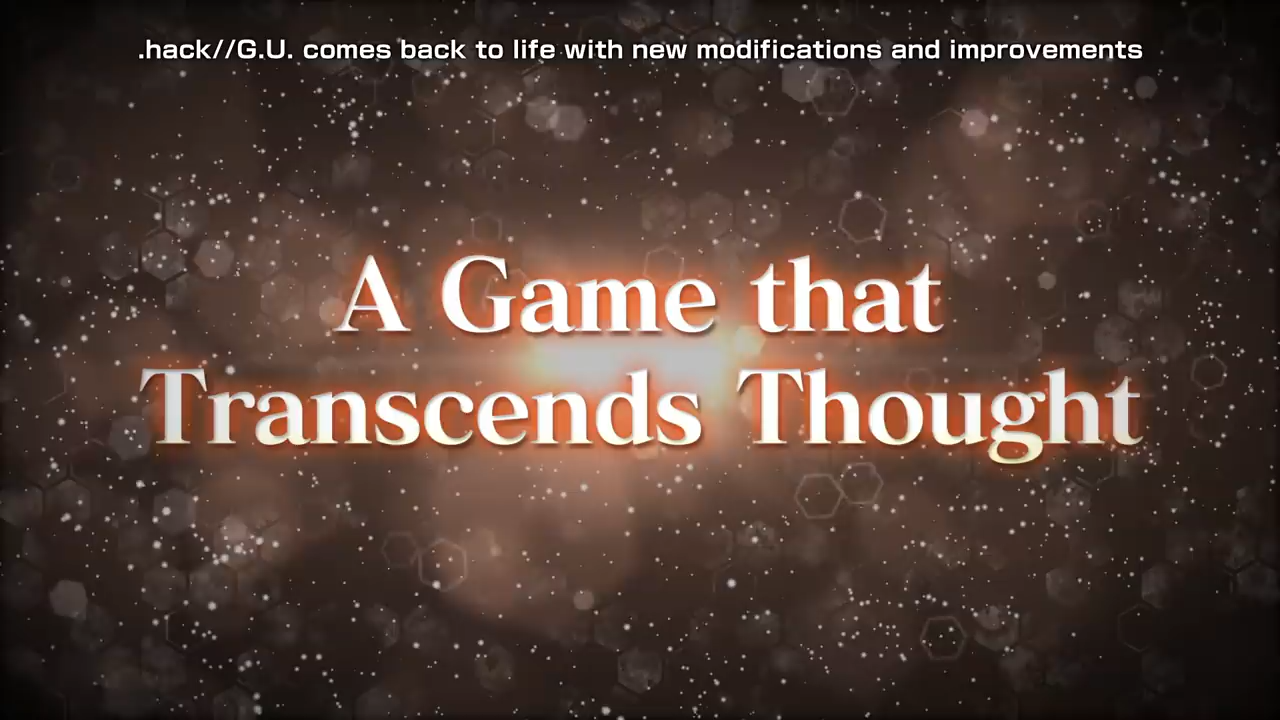 .hack//G.U. comes back to life with new modifications and improvements
A Game that
Transcends Thought